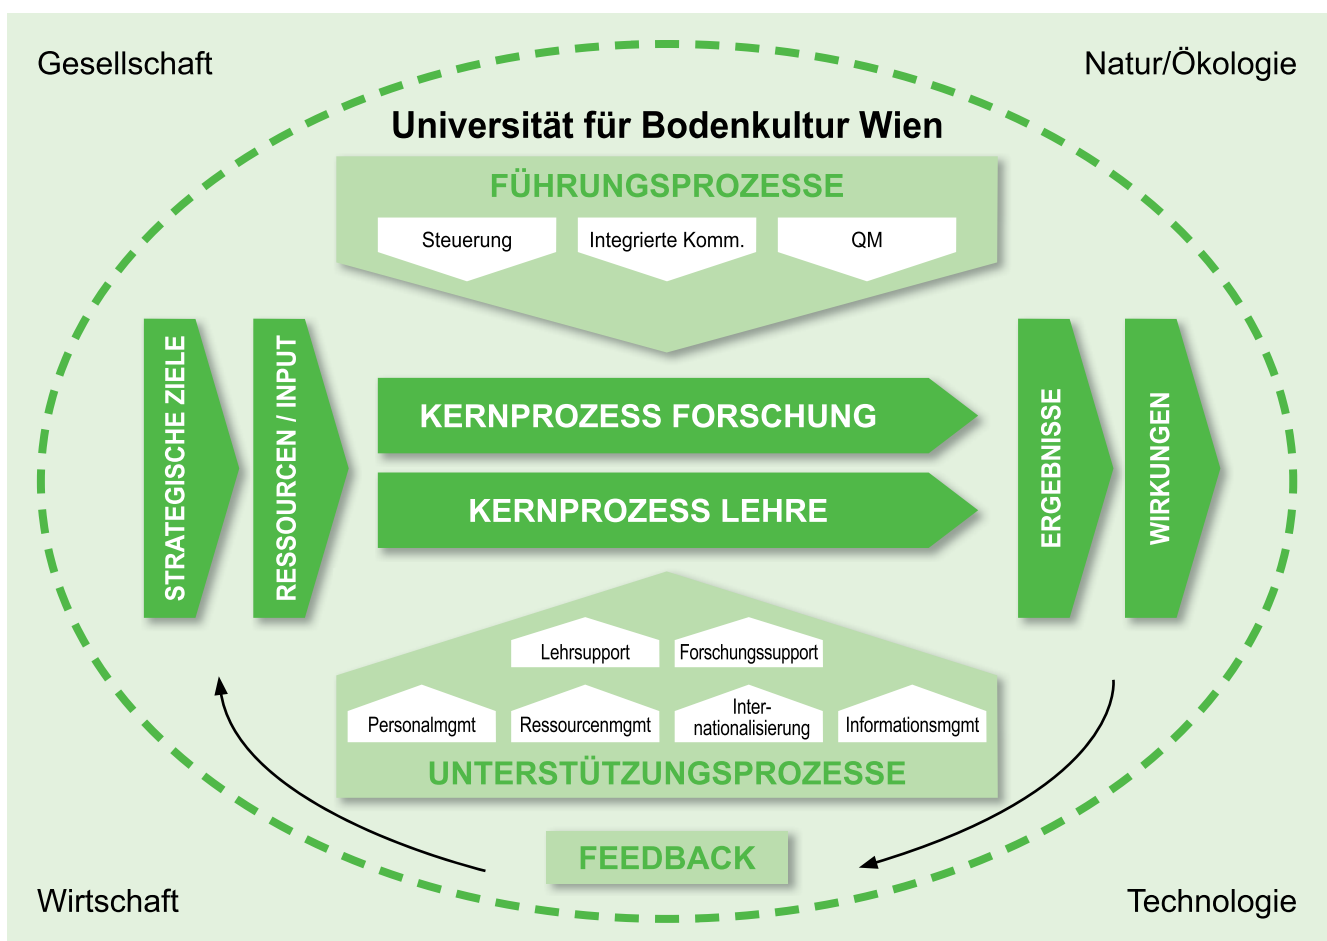 Gesellschaft
Natur/Ökologie
Universität für Bodenkultur Wien
FÜHRUNGSPROZESSE
Steuerung
Integrierte Komm.
QM
STRATEGISCHE ZIELE
RESSOURCEN / INPUT
KERNPROZESS FORSCHUNG
KERNPROZESS LEHRE
ERGEBNISSE
WIRKUNGEN
Lehrsupport
Forschungssupport
Personalmgmt
Ressourcenmgmt
Inter-
nationalisierung
Informationsmgmt
UNTERSTÜTZUNGSPROZESSE
FEEDBACK
Wirtschaft
Technologie